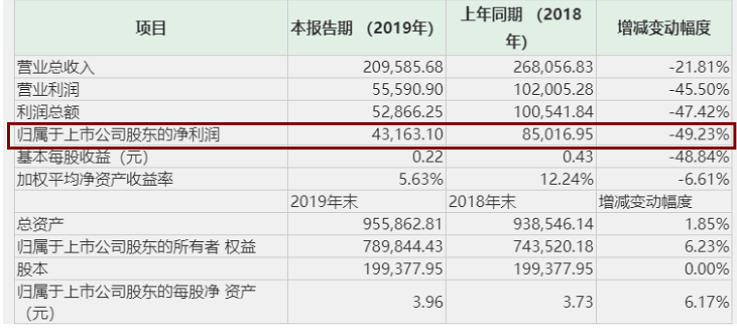 项目 本报告期 (2019年) 上年同期 (2018年) 增减变动幅度
营业总收入 209,585.68 268,056.83 -21.81%
营业利润 55,590.90 102,005.28 -45.50%
利润总额 52,866.25 100,541.84 -47.42%
归属于上市公司股东的净利润 43,163.10 85,016.95 -49.23%
基本每股收益（元） 0.22 0.43 -48.84%
加权平均净资产收益率 5.63% 12.24% -6.61%
2019年末 2018年末 增减变动幅度
总资产 955,862.81 938,546.14 1.85%
归属于上市公司股东的所有者 权益 789,844.43 743,520.18 6.23%
股本 199,377.95 199,377.95 0.00%
归属于上市公司股东的每股净 资产（元） 3.96 3.73 6.17%